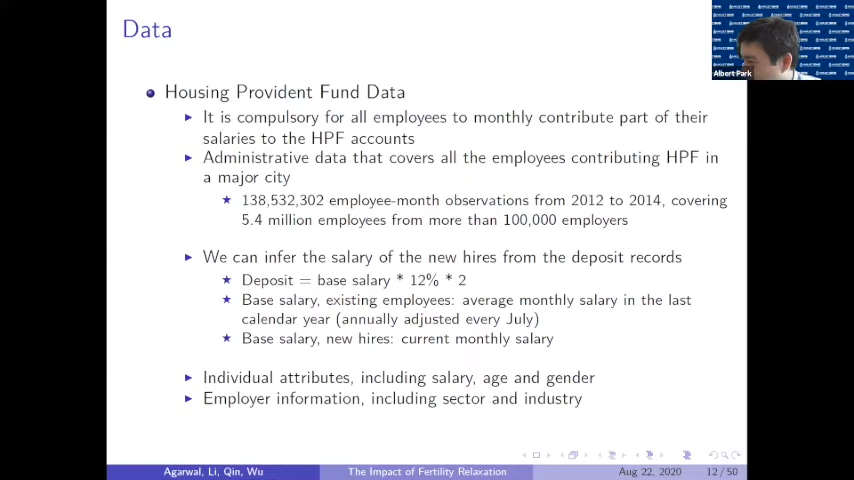 Data
Albert Park
Housing Provident Fund Data
It is compulsory for all employees to monthly contribute part of their
salaries to the HPF accounts
Administrative data that covers all the employees contributing HPF in
a major city
138,532,302 employee-month observations from 2012 to 2014, covering
5.4 million employees from more than 100,000 employers
We can infer the salary of the new hires from the deposit records
Deposit = base salary * 12% * 2
Base salary, existing employees: average monthly salary in the last
calendar year (annually adjusted every July)
Base salary, new hires: current monthly salary
Individual attributes, including salary, age and gender
Employer information, including sector and industry
Agarwal, Li, Qin, Wu
The Impact of Fertility Relaxation
Aug 22, 2020
12 / 50